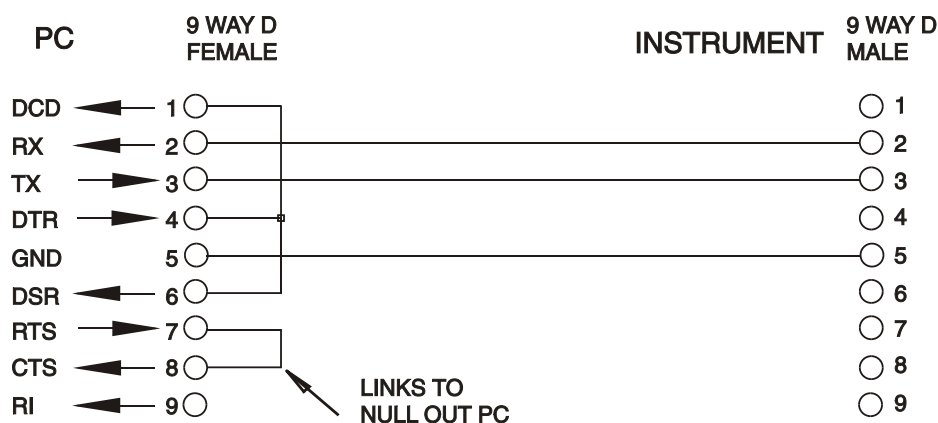 PC
9 WAY D
FEMALE
INSTRUMENT
9 WAY D
MALE
DCD 1 1
RX 2 2
TX 3 3
DTR 4 4
GND 5 5
DSR 6 6
RTS 7 7
CTS 8 8
RI 9 9
LINKS TO
NULL OUT PC